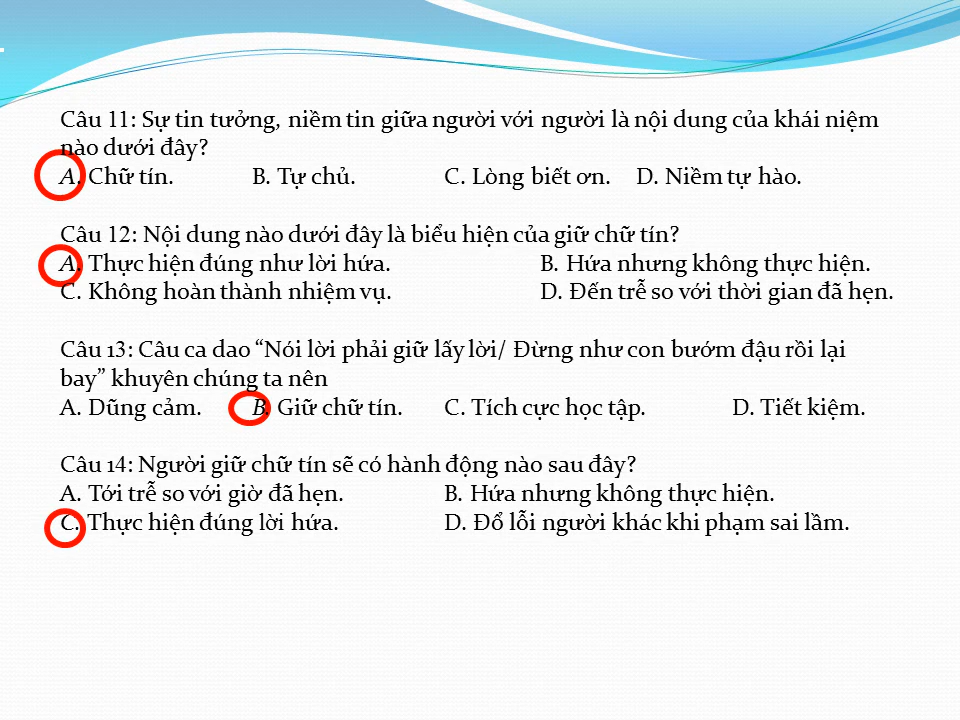 Câu 11: Sự tin tưởng, niềm tin giữa người với người là nội dung của khái niệm
nào dưới đây?
A. Chữ tín. B. Tự chủ. C. Lòng biết ơn. D. Niềm tự hào.
Câu 12: Nội dung nào dưới đây là biểu hiện của giữ chữ tín?
A. Thực hiện đúng như lời hứa. B. Hứa nhưng không thực hiện.
C. Không hoàn thành nhiệm vụ. D. Đến trễ so với thời gian đã hẹn.
Câu 13: Câu ca dao “Nói lời phải giữ lấy lời/ Đừng như con bướm đậu rồi lại
bay” khuyên chúng ta nên
A. Dũng cảm. B. Giữ chữ tín. C. Tích cực học tập. D. Tiết kiệm.
Câu 14: Người giữ chữ tín sẽ có hành động nào sau đây?
A. Tới trễ so với giờ đã hẹn. B. Hứa nhưng không thực hiện.
C. Thực hiện đúng lời hứa. D. Đổ lỗi người khác khi phạm sai lầm.